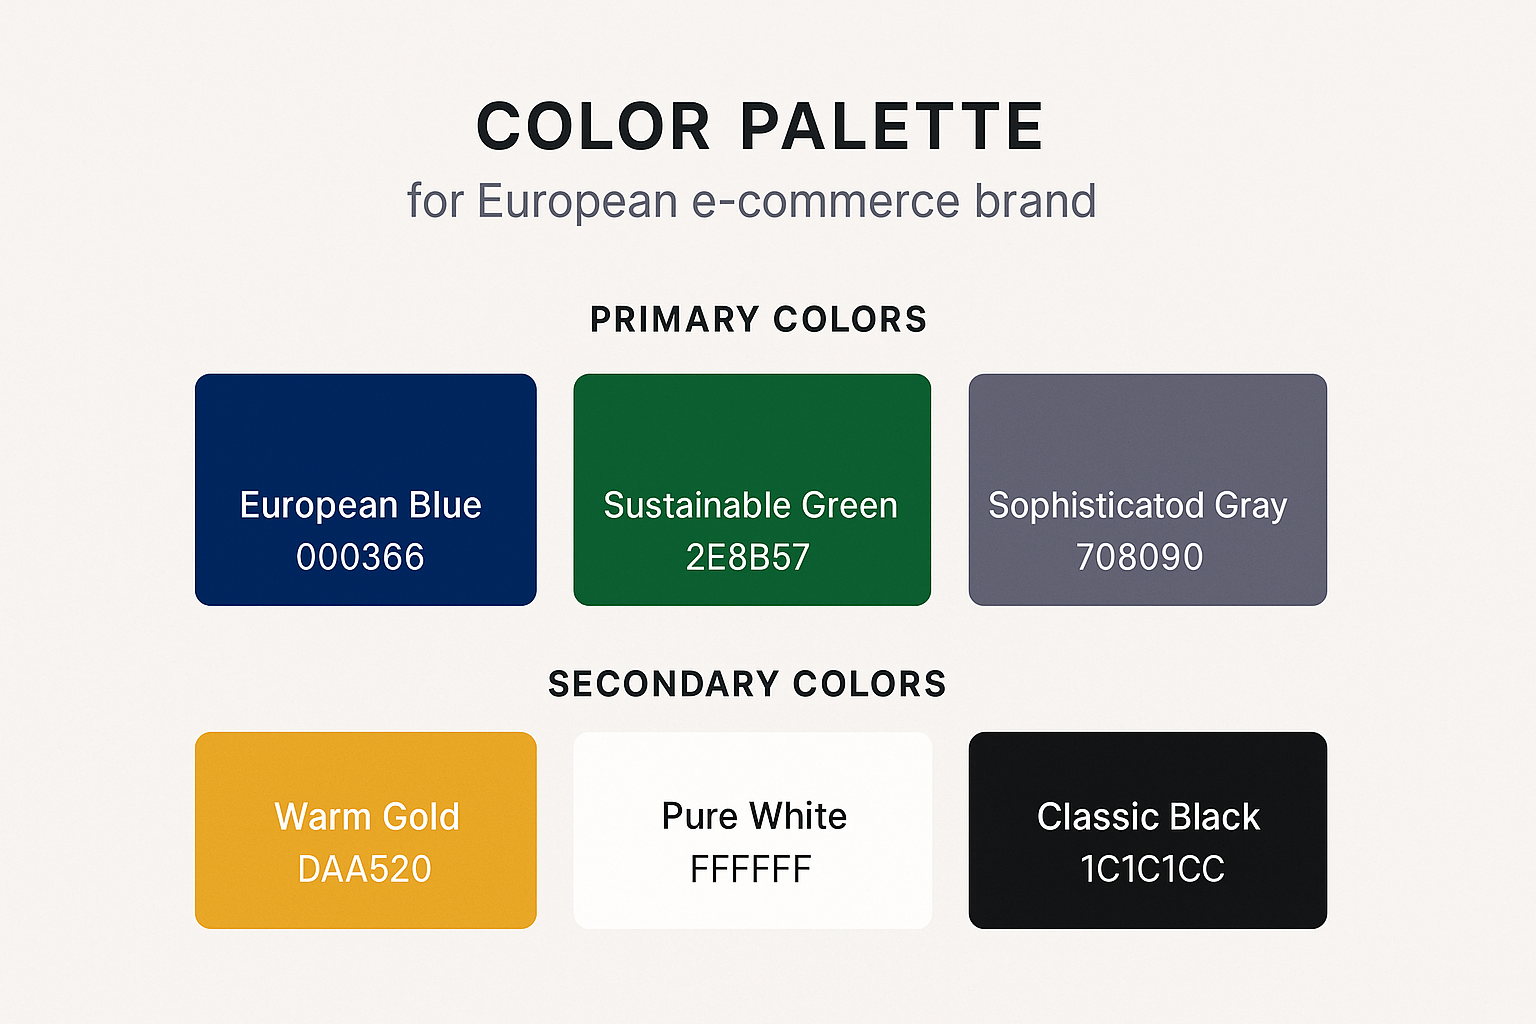 COLOR PALETTE
for European e-commerce brand
PRIMARY COLORS
European Blue
000366
Sustainable Green
2E8B57
Sophisticatod Gray
708090
SECONDARY COLORS
Warm Gold
DAA520
Pure White
FFFFFF
Classic Black
1C1C1CC